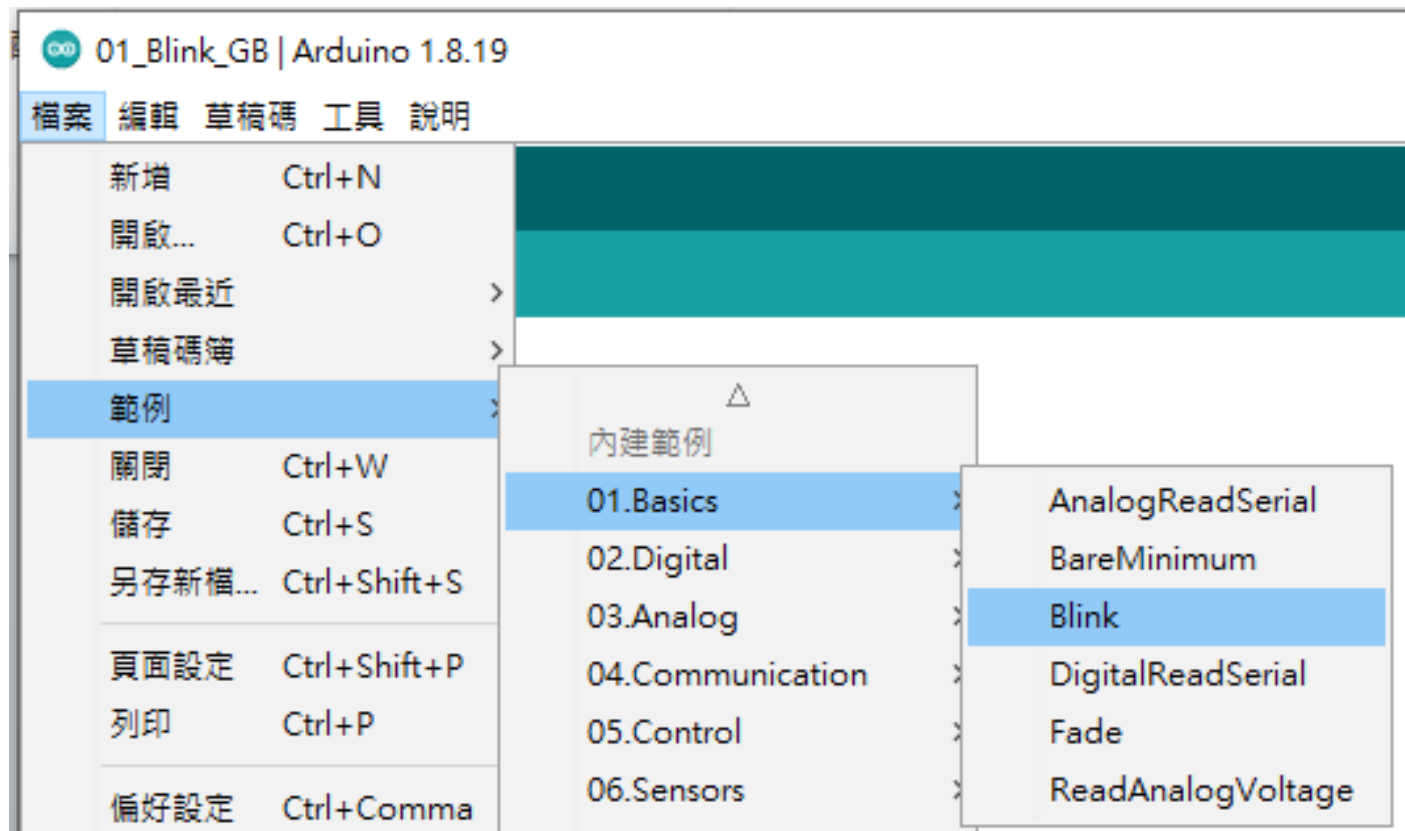 01_Blink_GB | Arduino 1.8.19
檔案 編輯 草稿碼 工具 說明
新增 Ctrl+N
開啟... Ctrl+O
開啟最近
草稿碼簿
範例
關閉 Ctrl+W
儲存 Ctrl+S
另存新檔... Ctrl+Shift+S
頁面設定 Ctrl+Shift+P
列印 Ctrl+P
偏好設定 Ctrl+Comma
內建範例
01.Basics
02.Digital
03.Analog
04.Communication
05.Control
06.Sensors
AnalogReadSerial
BareMinimum
Blink
DigitalReadSerial
Fade
ReadAnalogVoltage